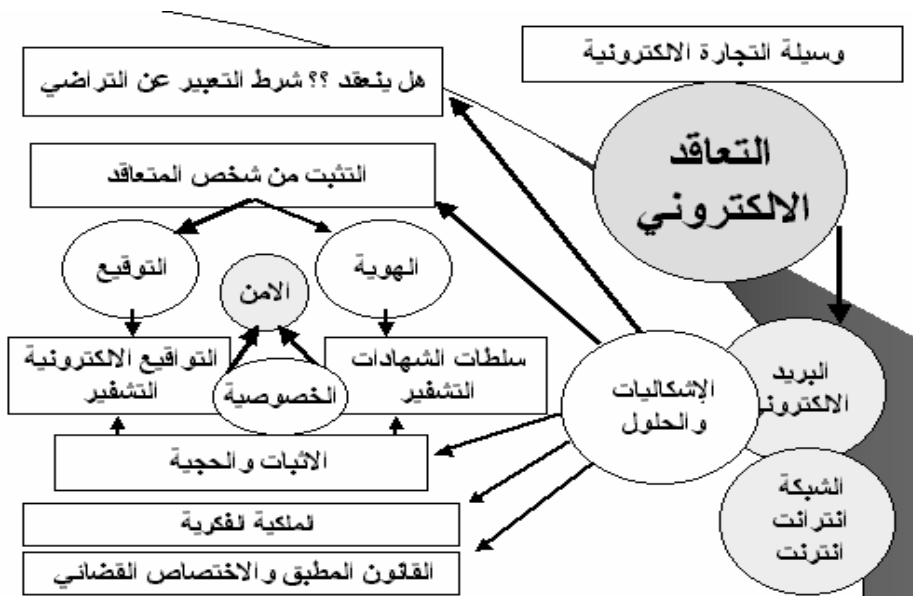 وسيلة التجارة الالكترونية
التعاقد
الالكتروني
هل ينعقد ؟؟ شرط التعبير عن التراضي
التثبت من شخص المتعاقد
الهوية
التوقيع
الامن
سلطات الشهادات
التشفير
التواقيع الالكترونية
التشفير
الخصوصية
الإشكاليات
والحلول
البريد
الالكتروني
الاثبات والحجية
الشبكة
انترانت
انترنت
الملكية الفكرية
القانون المطبق والاختصاص القضائي